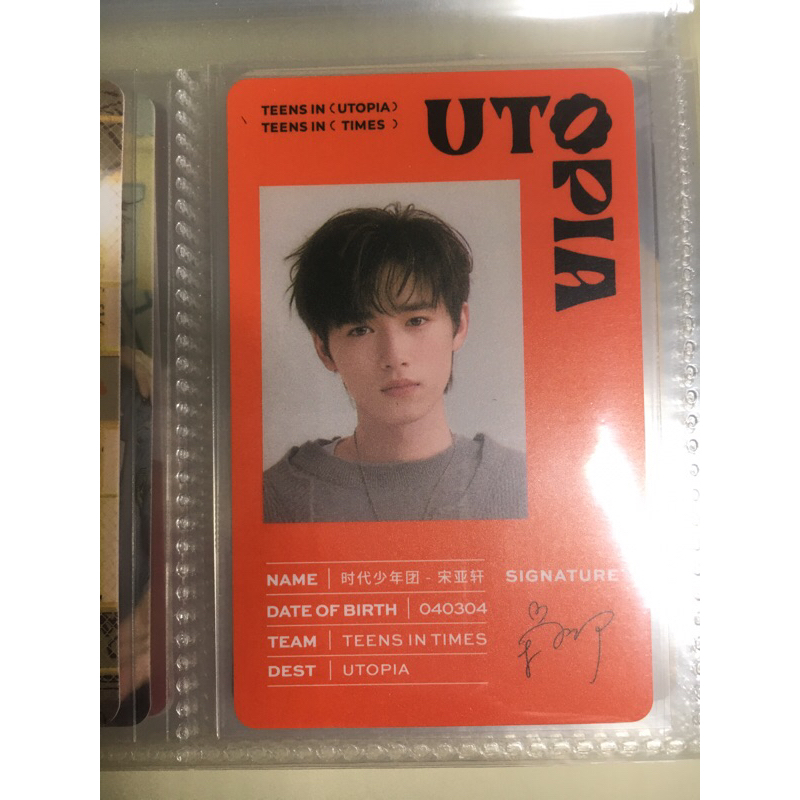 TEENS IN (UTOPIA)
TEENS IN ( TIMES )
UTOPIA
NAME | 时代少年团 - 宋亚轩
DATE OF BIRTH | 040304
TEAM | TEENS IN TIMES
DEST | UTOPIA
SIGNATURE